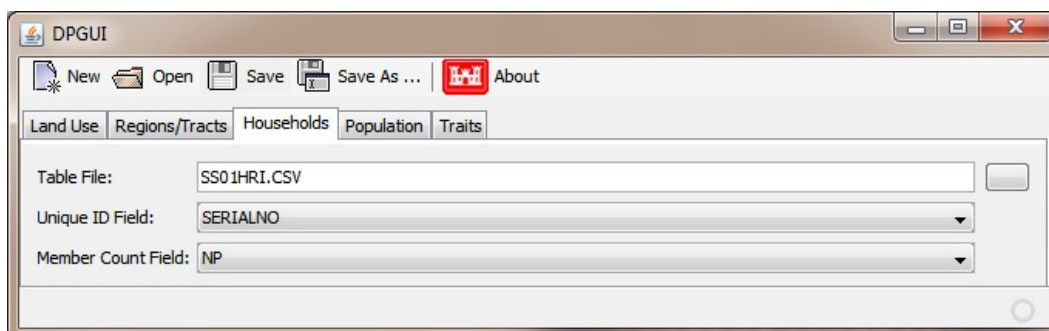 DPGUI
New Open Save Save As ... About
Land Use Regions/Tracts Households Population Traits
Table File: SS01HRI.CSV
Unique ID Field: SERIALNO
Member Count Field: NP